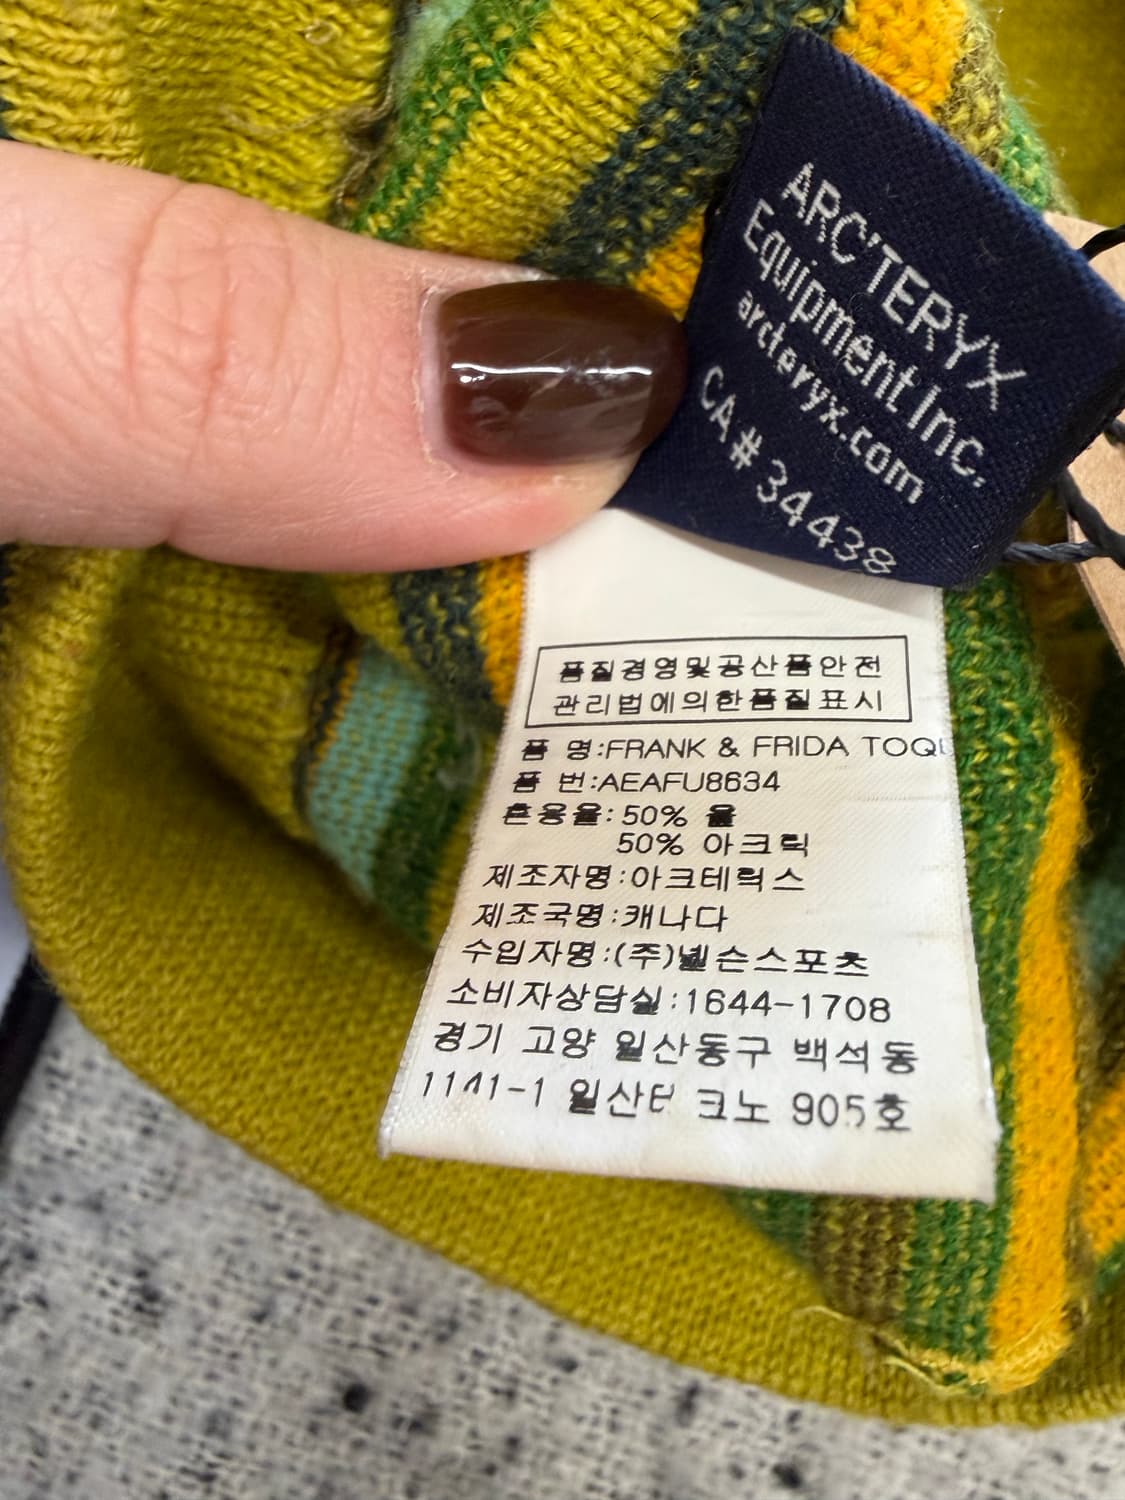 ARC'TERYX
Equipment Inc.
arcteryx.com
CA# 34438
품질경영및공산품안전
관리법에의한품질표시
품 명:FRANK & FRIDA TOQU
품 번:AEAFU8634
혼용율:50% 울
50% 아크릭
제조자명:아크테릭스
제조국명:캐나다
수입자명:(주)넬슨스포츠
소비자상담실:1644-1708
경기 고양 일산동구 백석동
1141-1 일산테크노 905호